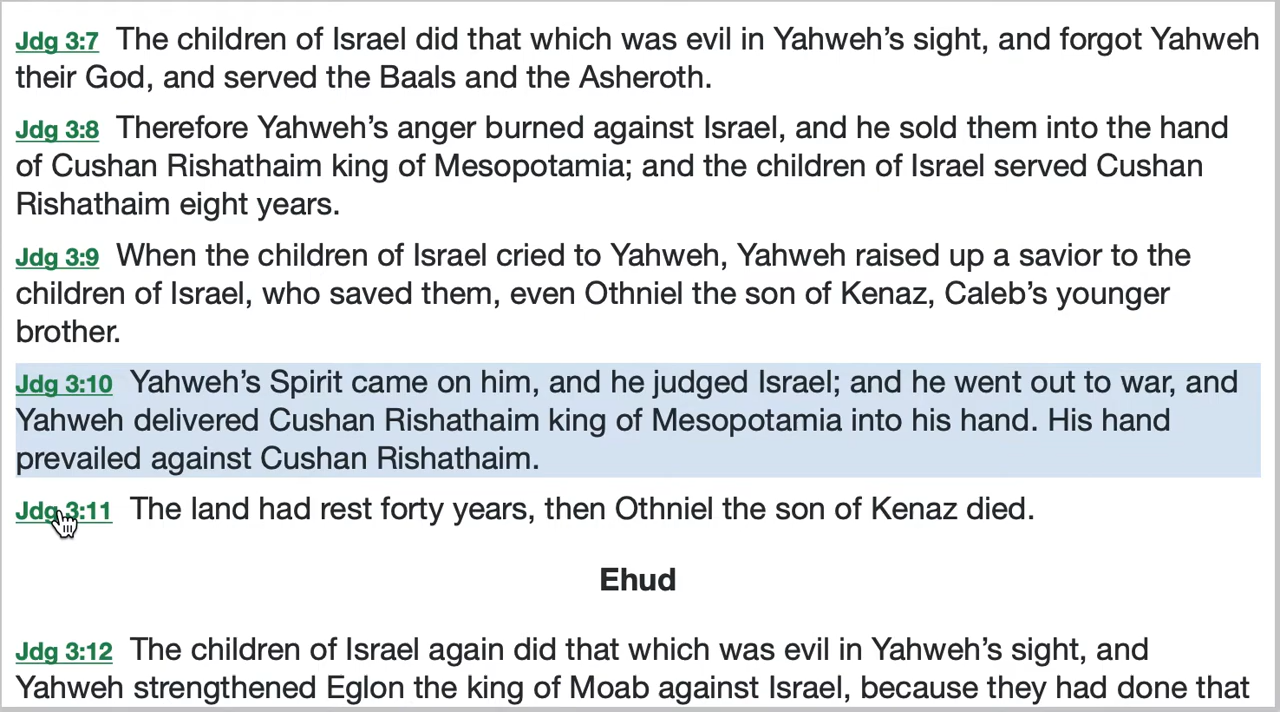 Jdg 3:7 The children of Israel did that which was evil in Yahweh’s sight, and forgot Yahweh
their God, and served the Baals and the Asheroth.
Jdg 3:8 Therefore Yahweh’s anger burned against Israel, and he sold them into the hand
of Cushan Rishathaim king of Mesopotamia; and the children of Israel served Cushan
Rishathaim eight years.
Jdg 3:9 When the children of Israel cried to Yahweh, Yahweh raised up a savior to the
children of Israel, who saved them, even Othniel the son of Kenaz, Caleb’s younger
brother.
Jdg 3:10 Yahweh’s Spirit came on him, and he judged Israel; and he went out to war, and
Yahweh delivered Cushan Rishathaim king of Mesopotamia into his hand. His hand
prevailed against Cushan Rishathaim.
Jdg 3:11 The land had rest forty years, then Othniel the son of Kenaz died.
Ehud
Jdg 3:12 The children of Israel again did that which was evil in Yahweh’s sight, and
Yahweh strengthened Eglon the king of Moab against Israel, because they had done that